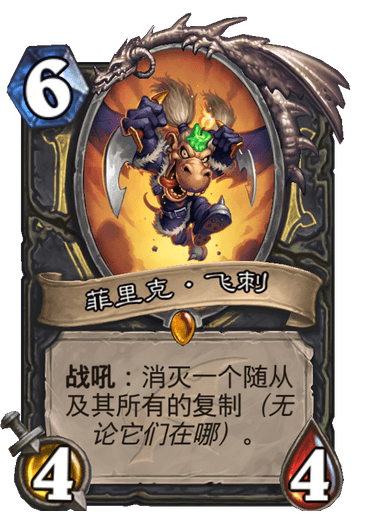 6
菲里克·飞刺
战吼：消灭一个随从
及其所有的复制（无
论它们在哪）。
4
4